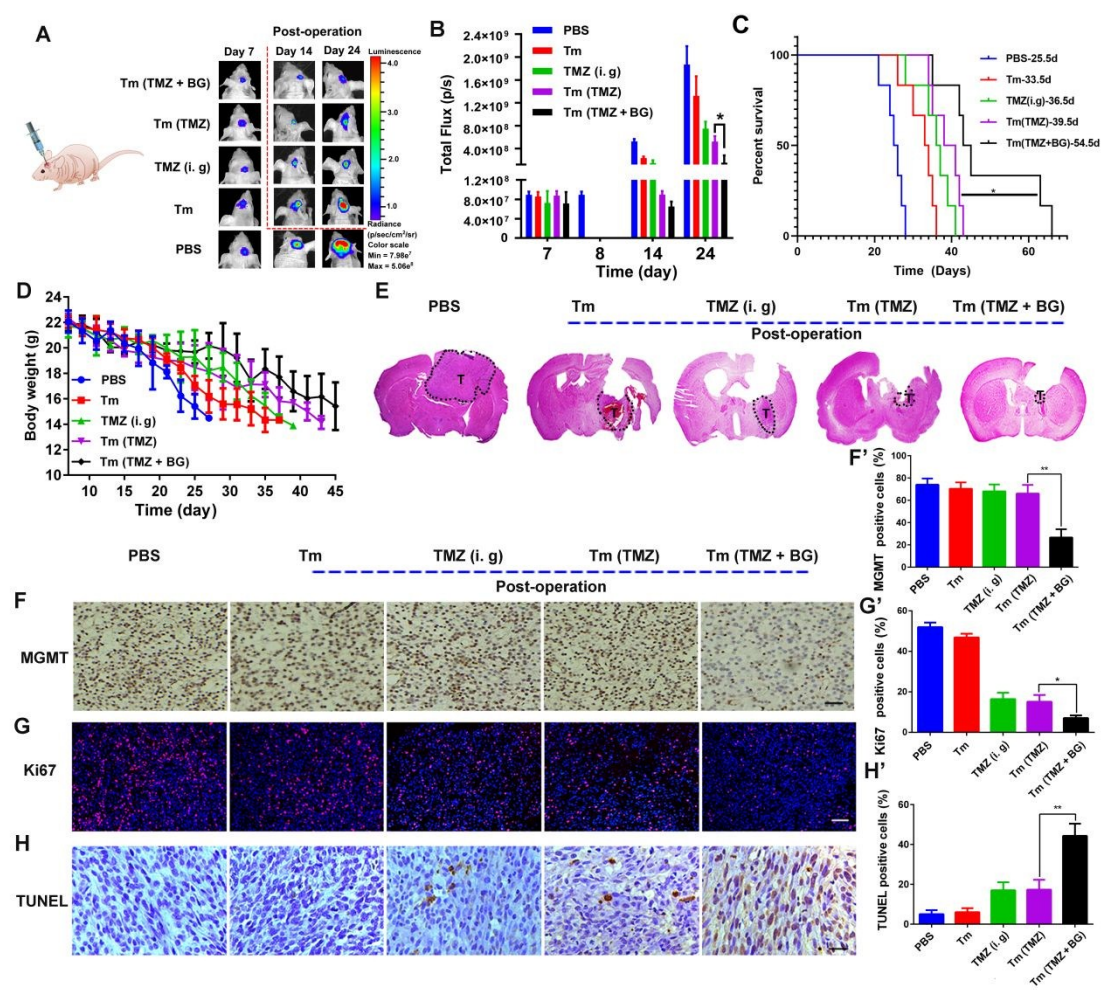 A
Post-operation
Day 7 Day 14 Day 24
Luminescence
Tm (TMZ + BG)
Tm (TMZ)
TMZ (i. g)
Tm
PBS
4.0
3.0
2.0
1.0
Radiance
(p/sec/cm²/sr)
Color scale
Min = 7.98e⁷
Max = 5.06e⁸
B
Total Flux (p/s)
2.4×10⁹
2.0×10⁹
2.6×10⁹
2.0×10⁹
1.4×10⁹
8.0×10⁸
2.0×10⁸
1.2×10⁸
8.0×10⁷
4.0×10⁷
0.0
PBS
Tm
TMZ (i. g)
Tm (TMZ)
Tm (TMZ + BG)
*
7 8 14 24
Time (day)
C
Percent survival
100
50
0
0 20 40 60 80
Time (Days)
PBS-25.5d
Tm-33.5d
TMZ(i.g)-36.5d
Tm(TMZ)-39.5d
Tm(TMZ+BG)-54.5d
*
D
Body weight (g)
24
22
20
18
16
14
12
10
PBS
Tm
TMZ (i. g)
Tm (TMZ)
Tm (TMZ + BG)
10 15 20 25 30 35 40 45
Time (day)
E
PBS Tm TMZ (i. g) Tm (TMZ) Tm (TMZ + BG)
Post-operation
T T T T T
PBS Tm TMZ (i. g) Tm (TMZ) Tm (TMZ + BG)
Post-operation
F
MGMT
G
Ki67
H
TUNEL
F'
MGMT positive cells (%)
100
80
60
40
20
0
**
PBS Tm TMZ (i. g) Tm (TMZ) Tm (TMZ + BG)
G'
Ki67 positive cells (%)
60
40
20
0
*
PBS Tm TMZ (i. g) Tm (TMZ) Tm (TMZ + BG)
H'
TUNEL positive cells (%)
60
40
20
0
**
PBS Tm TMZ (i. g) Tm (TMZ) Tm (TMZ + BG)